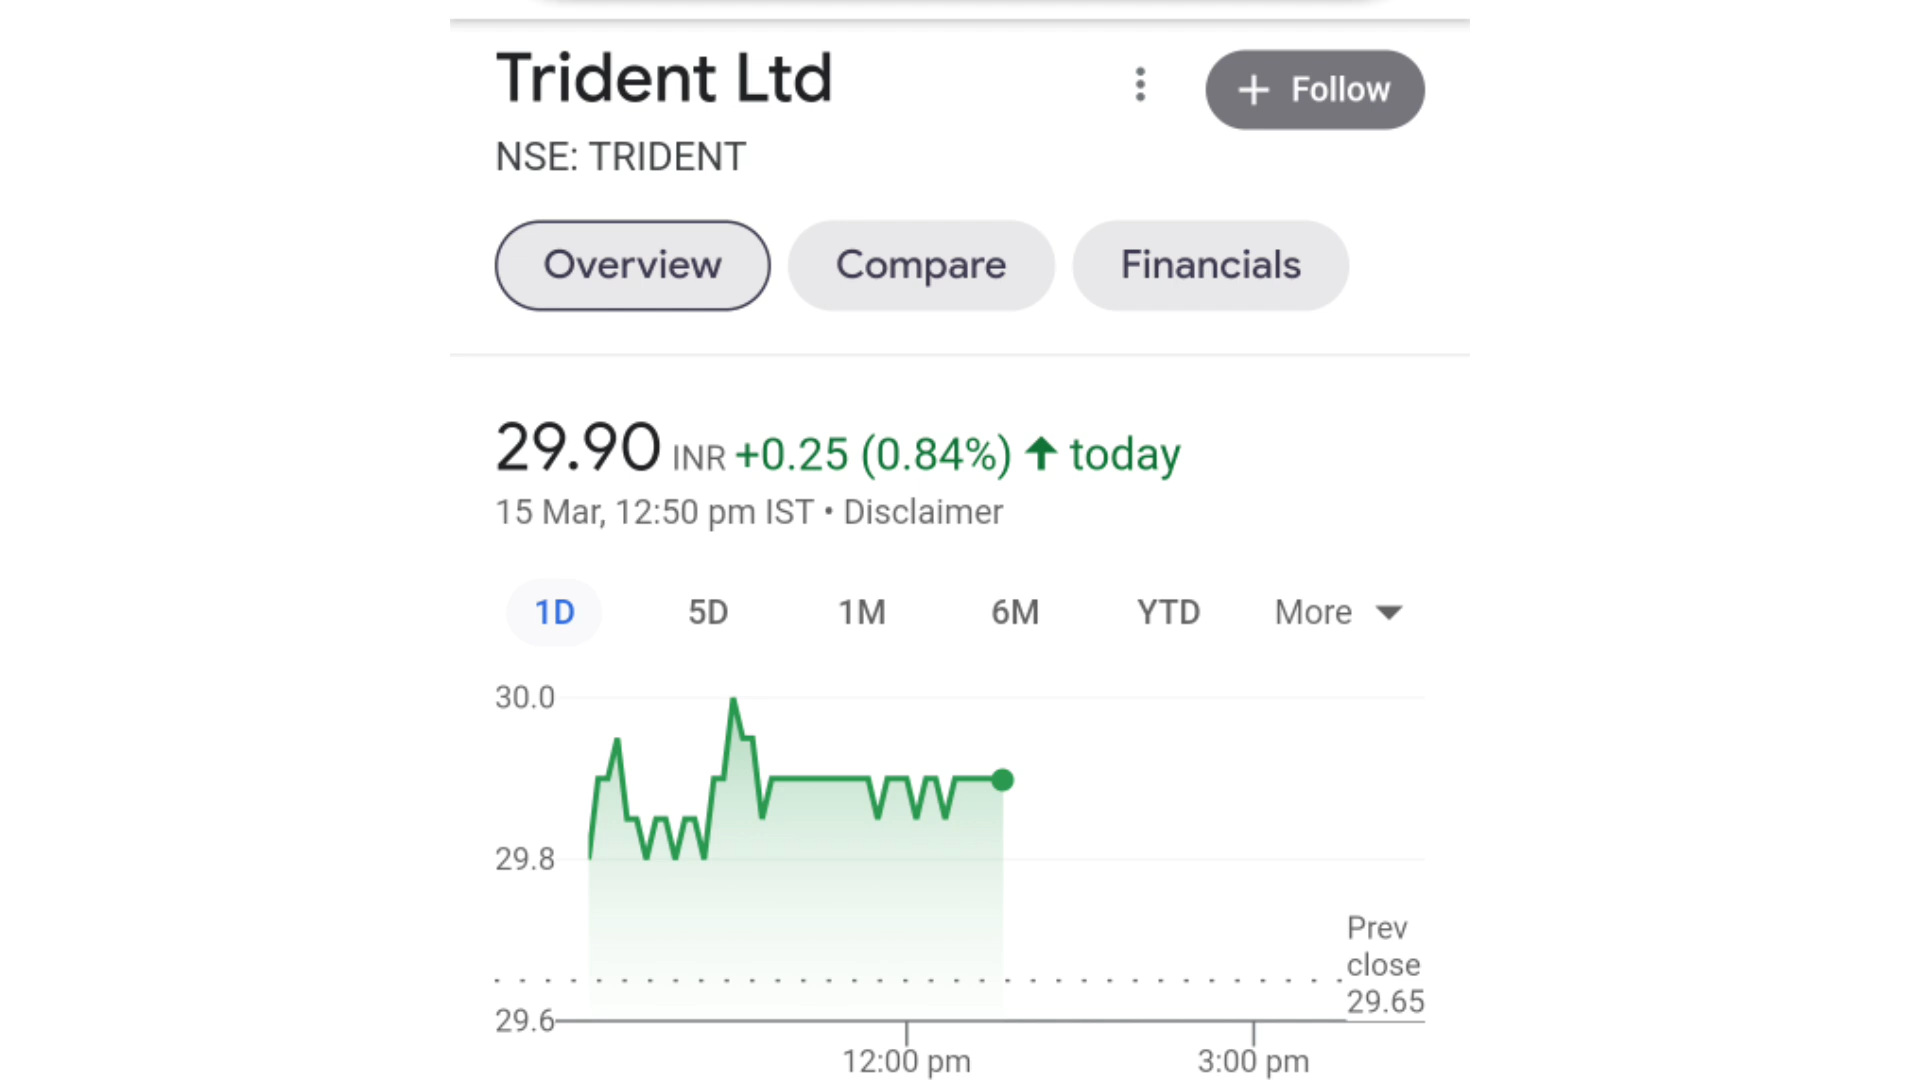 Trident Ltd
+ Follow
NSE: TRIDENT
Overview
Compare
Financials
29.90 INR +0.25 (0.84%) ↑ today
15 Mar, 12:50 pm IST • Disclaimer
1D 5D 1M 6M YTD More
30.0
29.8
29.6
Prev
close
29.65
12:00 pm
3:00 pm